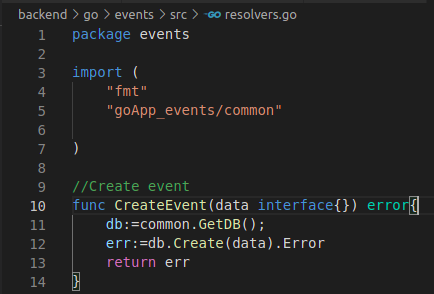 backend > go > events > src > GO resolvers.go
1 package events
2
3 import (
4     "fmt"
5     "goApp_events/common"
6
7 )
8
9 //Create event
10 func CreateEvent(data interface{}) error{
11     db:=common.GetDB();
12     err:=db.Create(data).Error
13     return err
14 }